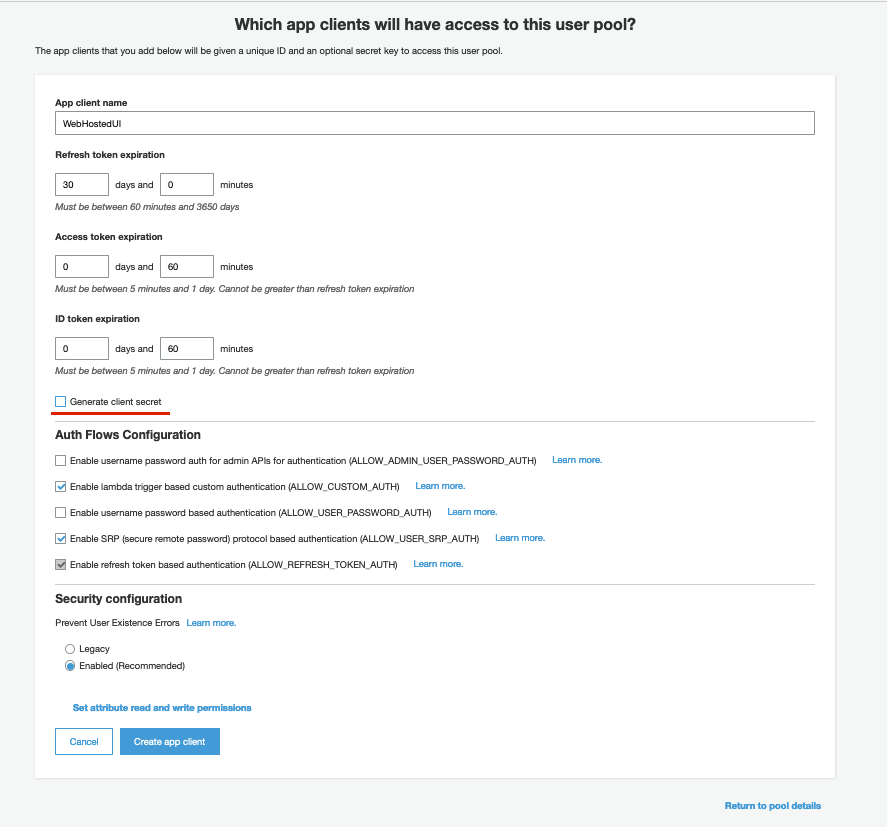 Which app clients will have access to this user pool?
The app clients that you add below will be given a unique ID and an optional secret key to access this user pool.
App client name
WebHostedUI
Refresh token expiration
30 days and 0 minutes
Must be between 60 minutes and 3650 days
Access token expiration
0 days and 60 minutes
Must be between 5 minutes and 1 day. Cannot be greater than refresh token expiration
ID token expiration
0 days and 60 minutes
Must be between 5 minutes and 1 day. Cannot be greater than refresh token expiration
Generate client secret
Auth Flows Configuration
Enable username password auth for admin APIs for authentication (ALLOW_ADMIN_USER_PASSWORD_AUTH) Learn more.
Enable lambda trigger based custom authentication (ALLOW_CUSTOM_AUTH) Learn more.
Enable username password based authentication (ALLOW_USER_PASSWORD_AUTH) Learn more.
Enable SRP (secure remote password) protocol based authentication (ALLOW_USER_SRP_AUTH) Learn more.
Enable refresh token based authentication (ALLOW_REFRESH_TOKEN_AUTH) Learn more.
Security configuration
Prevent User Existence Errors Learn more.
Legacy
Enabled (Recommended)
Set attribute read and write permissions
Cancel Create app client
Return to pool details